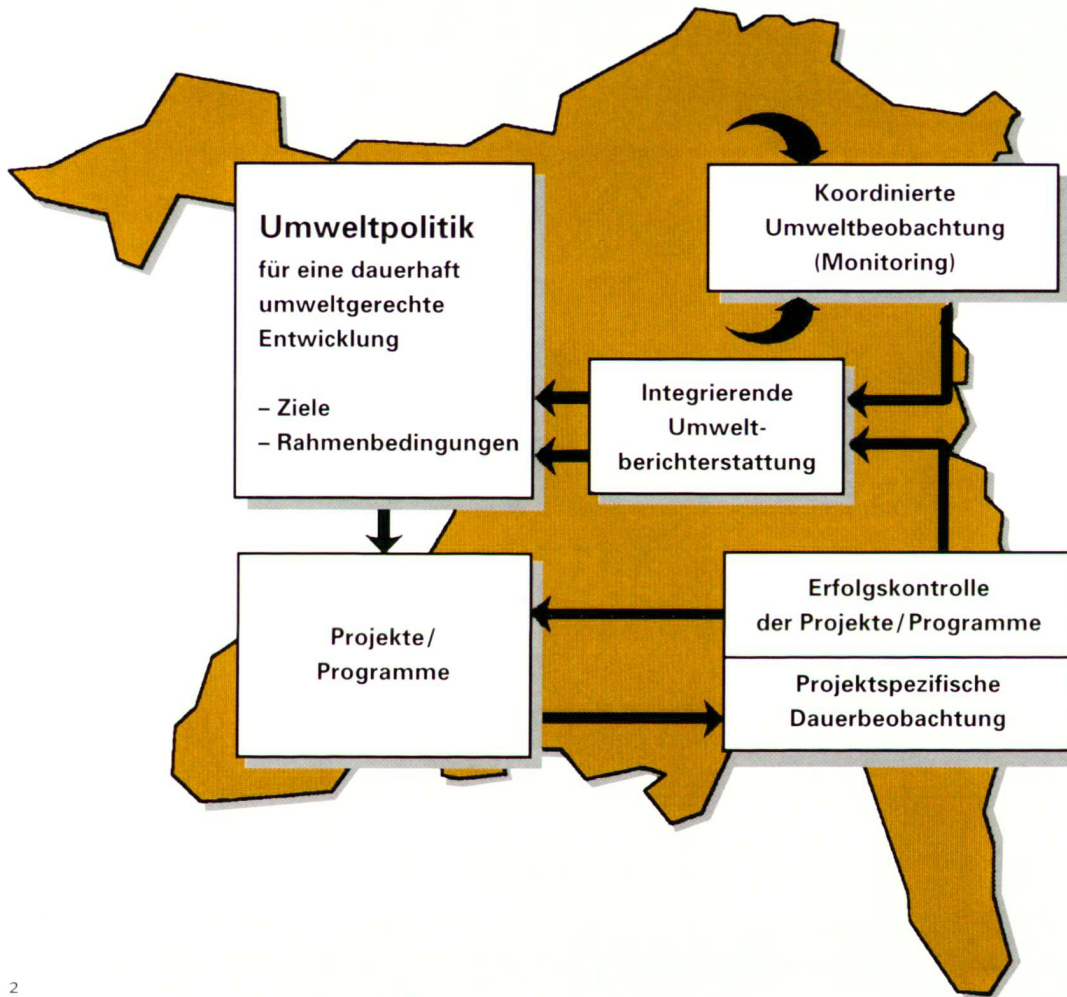 Umweltpolitik
für eine dauerhaft
umweltgerechte
Entwicklung
– Ziele
– Rahmenbedingungen
Koordinierte
Umweltbeobachtung
(Monitoring)
Integrierende
Umwelt-
berichterstattung
Projekte/
Programme
Erfolgskontrolle
der Projekte/Programme
Projektspezifische
Dauerbeobachtung
2